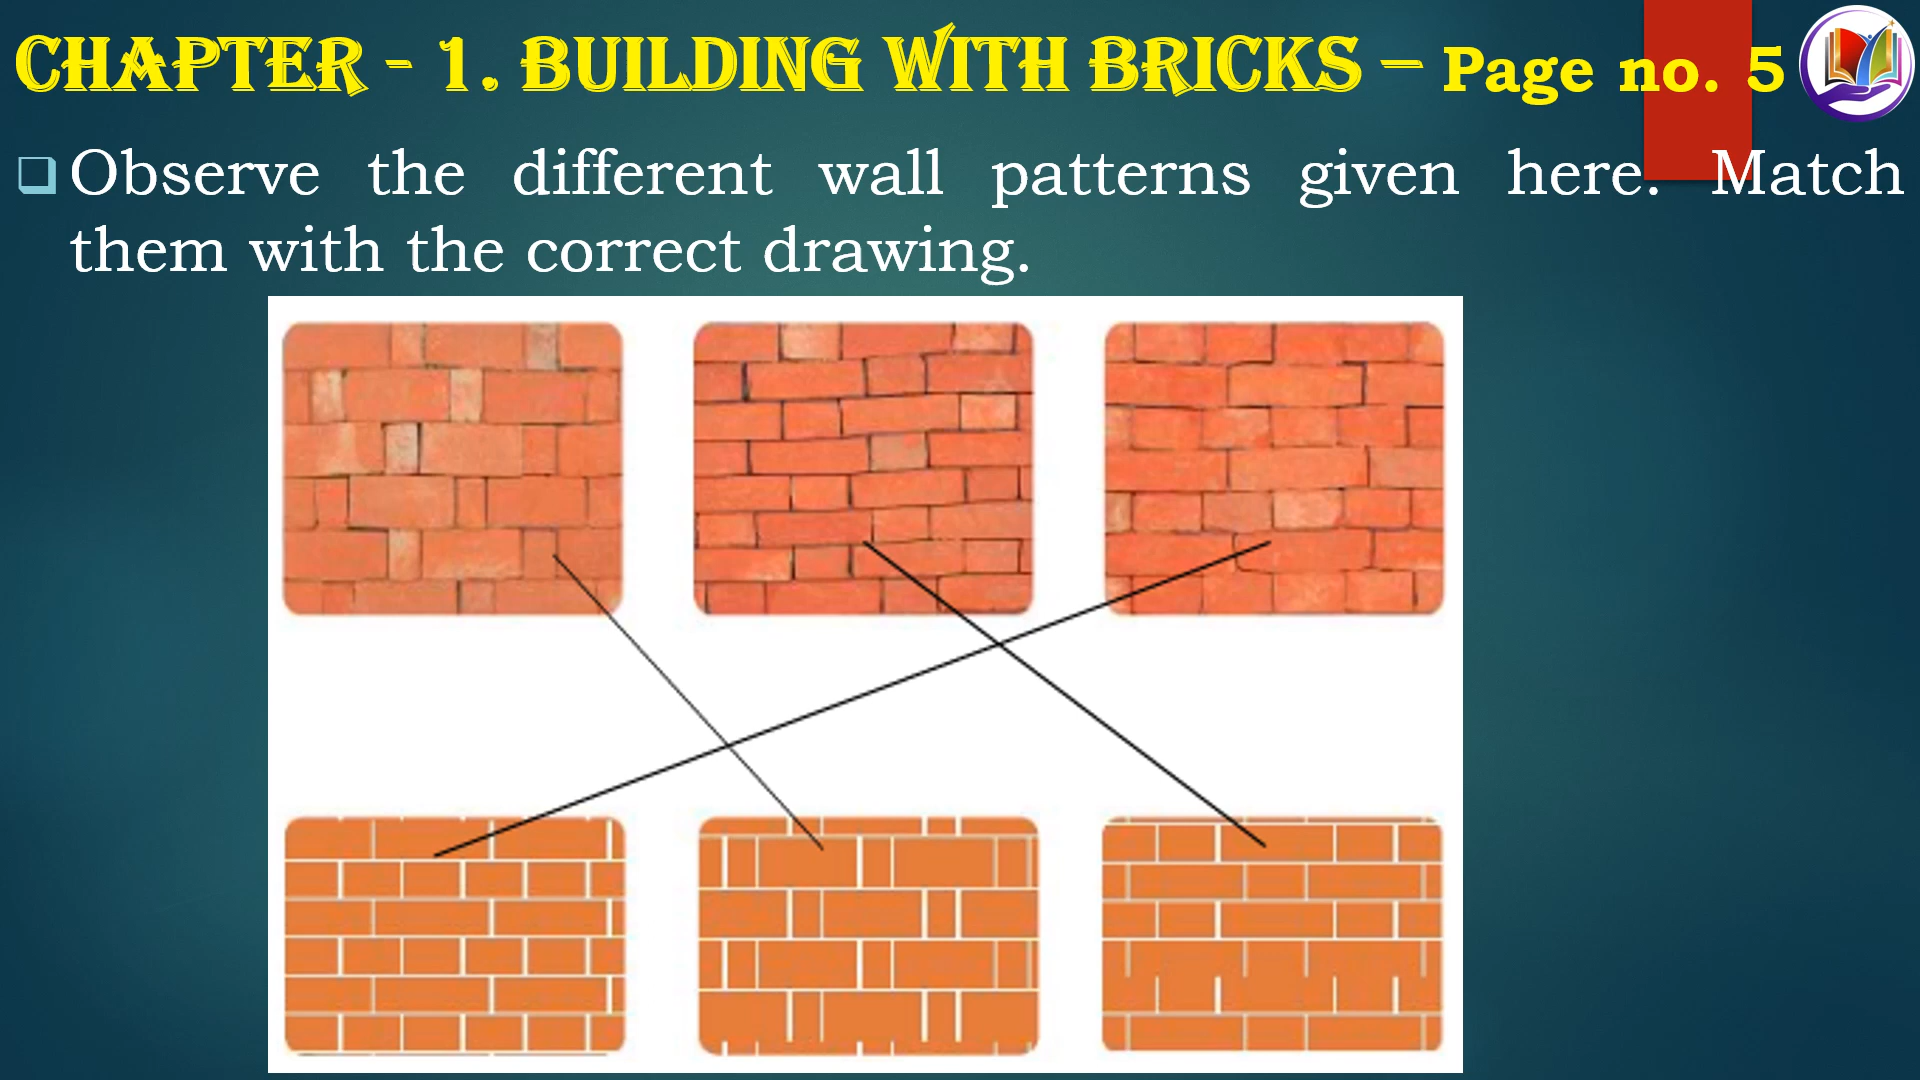 CHAPTER - 1. BUILDING WITH BRICKS – Page no. 5
Observe the different wall patterns given here. Match
them with the correct drawing.